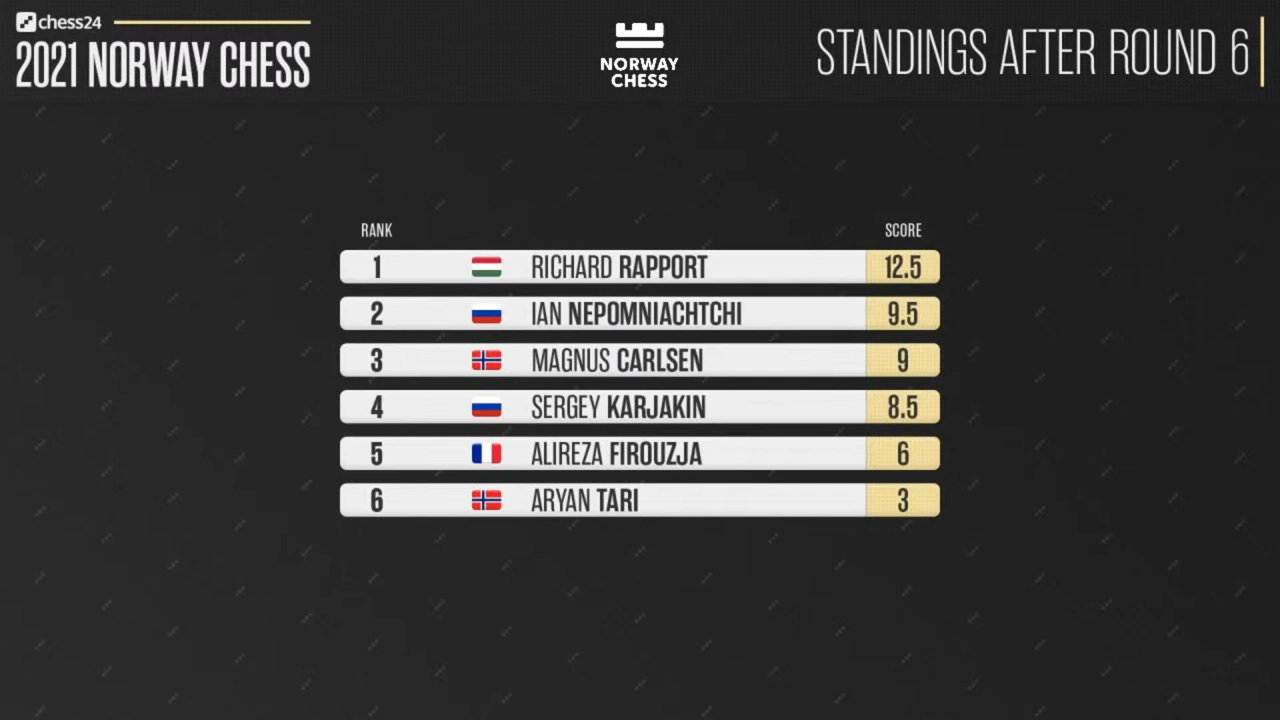 chess24
2021 NORWAY CHESS
NORWAY
CHESS
STANDINGS AFTER ROUND 6
RANK SCORE
1 RICHARD RAPPORT 12.5
2 IAN NEPOMNIACHTCHI 9.5
3 MAGNUS CARLSEN 9
4 SERGEY KARJAKIN 8.5
5 ALIREZA FIROUZJA 6
6 ARYAN TARI 3